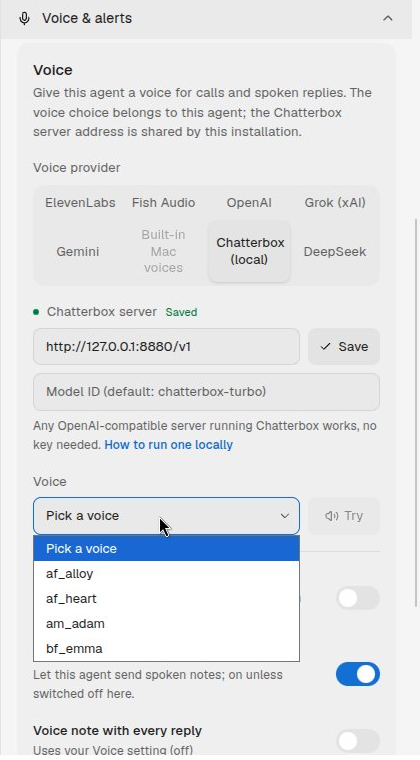 Voice & alerts
Voice
Give this agent a voice for calls and spoken replies. The
voice choice belongs to this agent; the Chatterbox
server address is shared by this installation.
Voice provider
ElevenLabs Fish Audio OpenAI Grok (xAI)
Gemini Built-in Mac voices Chatterbox (local) DeepSeek
Chatterbox server Saved
http://127.0.0.1:8880/v1 Save
Model ID (default: chatterbox-turbo)
Any OpenAI-compatible server running Chatterbox works, no
key needed. How to run one locally
Voice
Pick a voice Try
Pick a voice
af_alloy
af_heart
am_adam
bf_emma
Let this agent send spoken notes; on unless
switched off here.
Voice note with every reply
Uses your Voice setting (off)